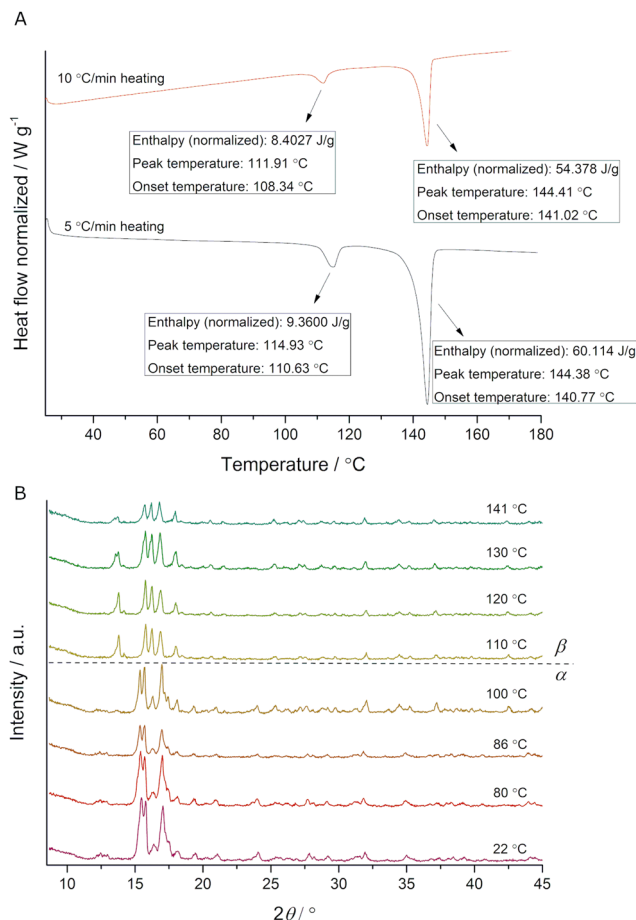 A
10 °C/min heating
Enthalpy (normalized): 8.4027 J/g
Peak temperature: 111.91 °C
Onset temperature: 108.34 °C
Enthalpy (normalized): 54.378 J/g
Peak temperature: 144.41 °C
Onset temperature: 141.02 °C
5 °C/min heating
Enthalpy (normalized): 9.3600 J/g
Peak temperature: 114.93 °C
Onset temperature: 110.63 °C
Enthalpy (normalized): 60.114 J/g
Peak temperature: 144.38 °C
Onset temperature: 140.77 °C
Heat flow normalized / W g⁻¹
40 60 80 100 120 140 160 180
Temperature / °C
B
141 °C
130 °C
120 °C
110 °C
β
α
100 °C
86 °C
80 °C
22 °C
Intensity / a.u.
10 15 20 25 30 35 40 45
2θ / °